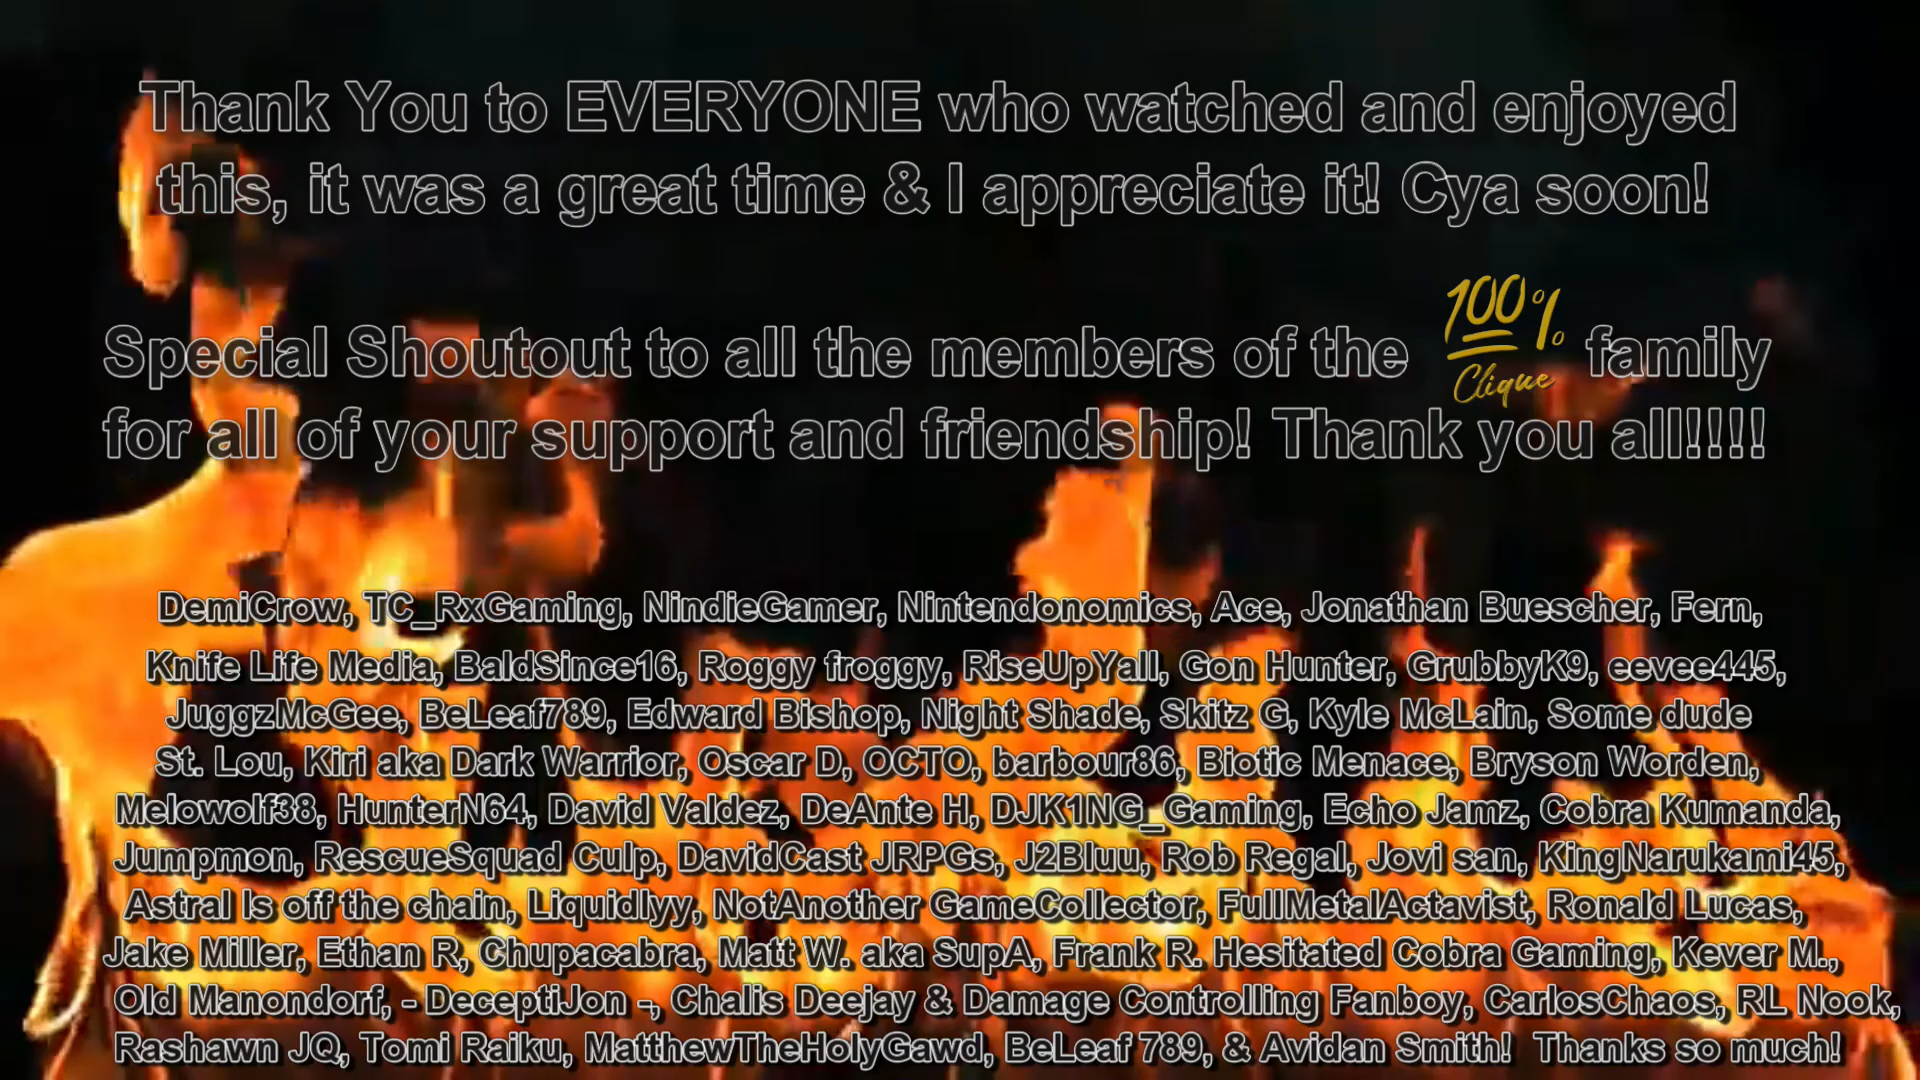 Thank You to EVERYONE who watched and enjoyed
this, it was a great time & I appreciate it! Cya soon!
100%
Clique
Special Shoutout to all the members of the family
for all of your support and friendship! Thank you all!!!!
DemiCrow, TC_RxGaming, NindieGamer, Nintendonomics, Ace, Jonathan Buescher, Fern,
Knife Life Media, BaldSince16, Roggy froggy, RiseUpYall, Gon Hunter, GrubbyK9, eevee445,
JuggzMcGee, BeLeaf789, Edward Bishop, Night Shade, Skitz G, Kyle McLain, Some dude
St. Lou, Kiri aka Dark Warrior, Oscar D, OCTO, barbour86, Biotic Menace, Bryson Worden,
Melowolf38, HunterN64, David Valdez, DeAnte H, DJK1NG_Gaming, Echo Jamz, Cobra Kumanda,
Jumpmon, RescueSquad Culp, DavidCast JRPGs, J2Bluu, Rob Regal, Jovi san, KingNarukami45,
Astral Is off the chain, Liquidlyy, NotAnother GameCollector, FullMetalActavist, Ronald Lucas,
Jake Miller, Ethan R, Chupacabra, Matt W. aka SupA, Frank R. Hesitated Cobra Gaming, Kever M.,
Old Manondorf, - DeceptiJon -, Chalis Deejay & Damage Controlling Fanboy, CarlosChaos, RL Nook,
Rashawn JQ, Tomi Raiku, MatthewTheHolyGawd, BeLeaf 789, & Avidan Smith! Thanks so much!